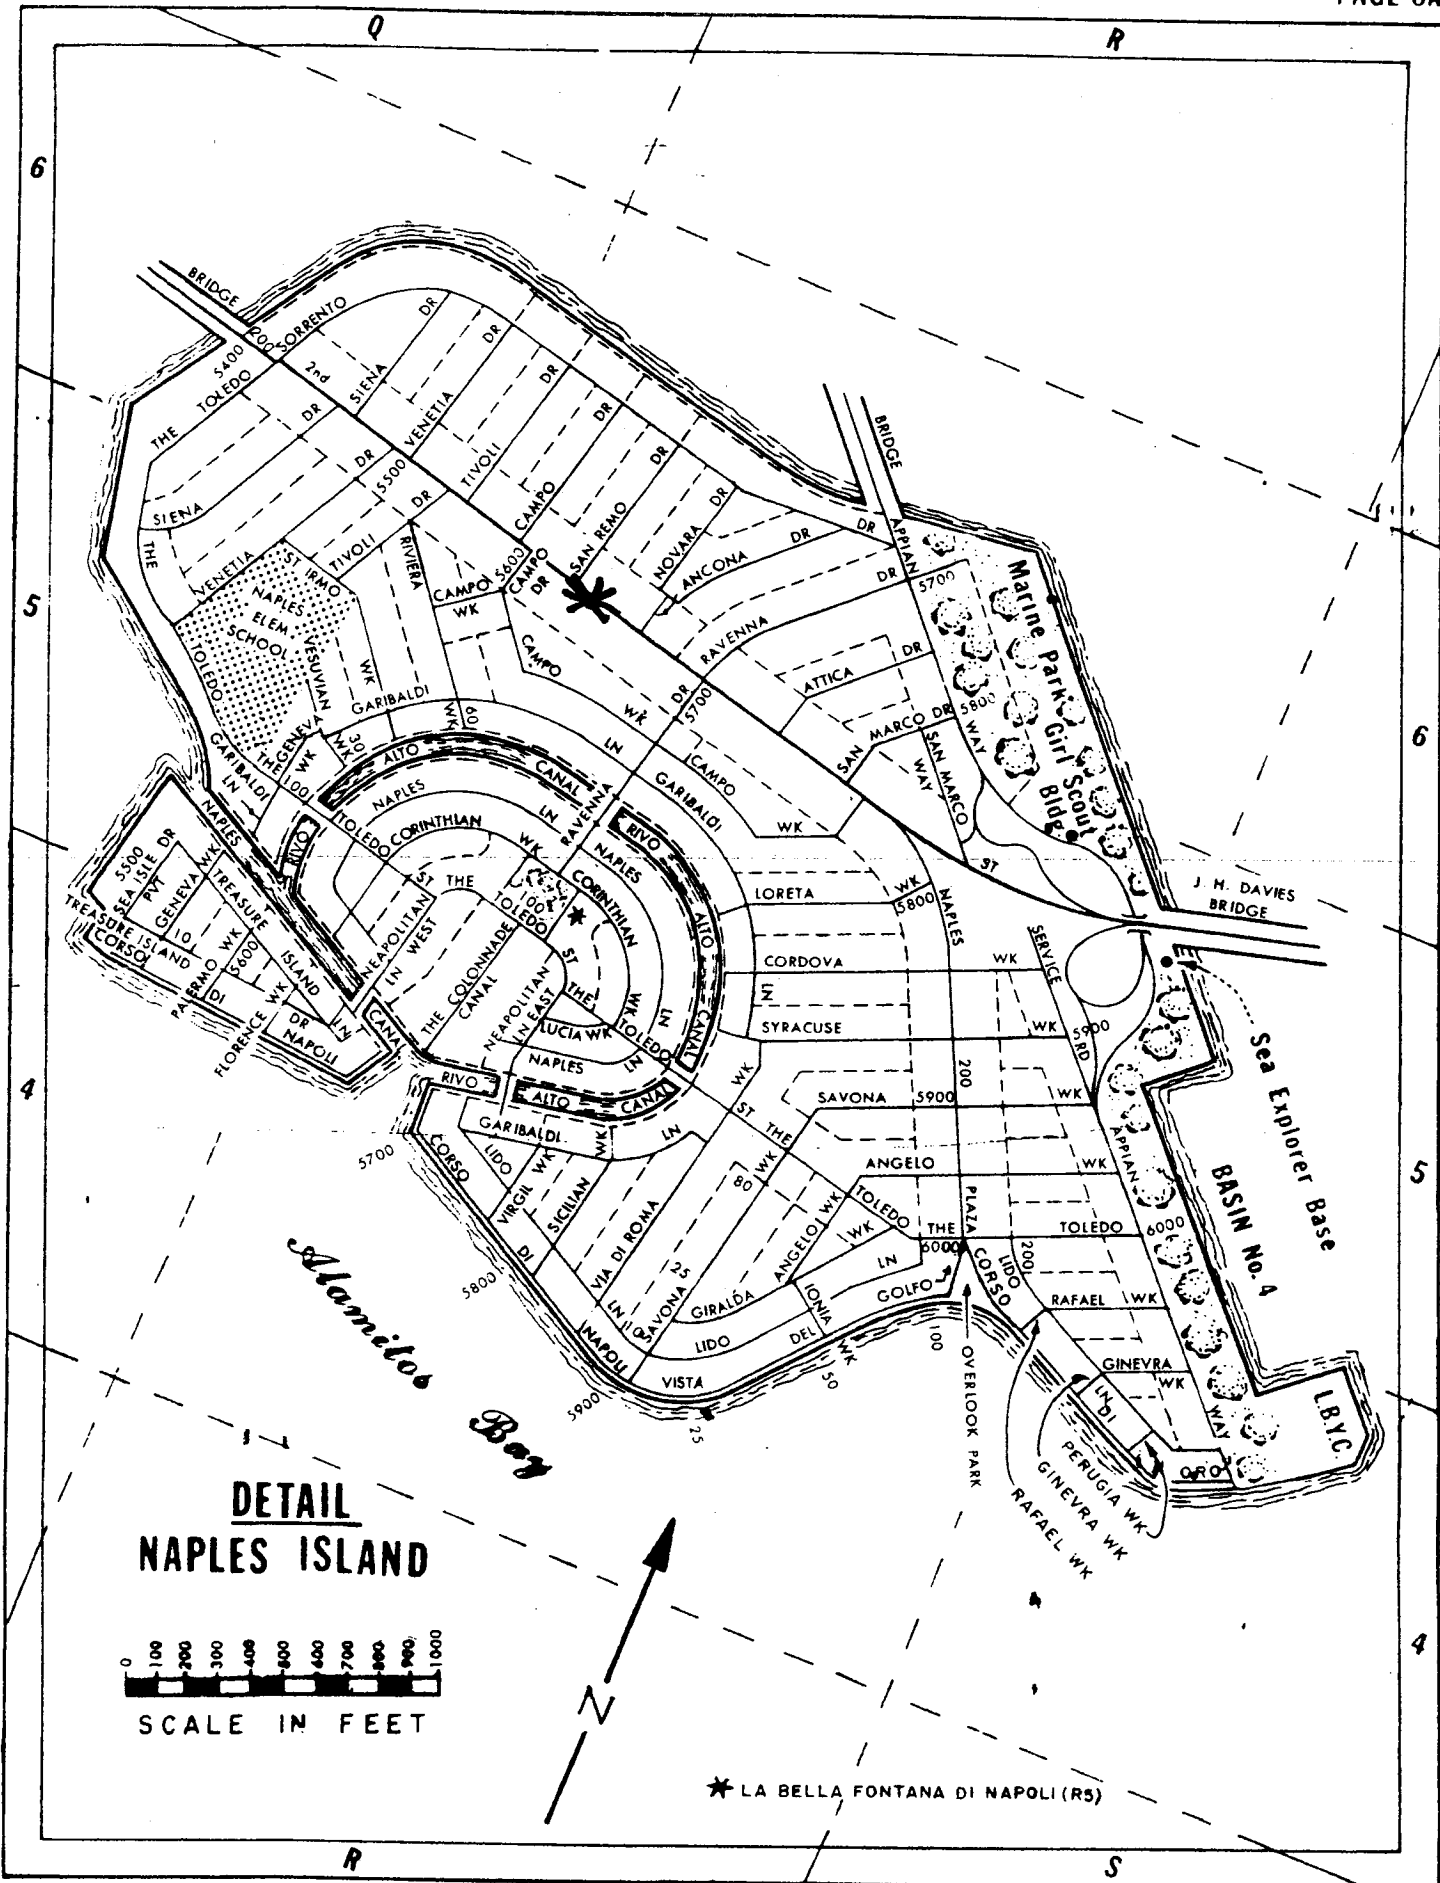 Q
R
6
BRIDGE
200
SORRENTO
5400
THE TOLEDO
2nd
SIENA DR
SIENA DR
VENETIA DR
VENETIA DR
5500
TIVOLI DR
TIVOLI DR
CAMPO DR
SAN REMO DR
NOVARA DR
ANCONA DR
DR
BRIDGE
APPIAN
5700
THE
TOLEDO
ST IRMO
NAPLES
ELEM.
SCHOOL
VESUVIAN
WK
RIVIERA
CAMPO
WK
5600
CAMPO
DR
RAVENNA DR
ATTICA DR
5800
WAY
SAN MARCO DR
SAN MARCO
WAY
Marine Park
Girl Scout
Bldg.
5
6
CAMPO WK
DR
5700
GARIBALDI
LN
60
WK
GENEVA
WK
30
WK
THE
100
GARIBALDI
LN
ALTO
CANAL
NAPLES
LN
RAVENNA
GARIBALDI
CAMPO
WK
TOLEDO
CORINTHIAN
WK
RIVO
NAPLES
CORINTHIAN
ALTO
ST
J. H. DAVIES
BRIDGE
NAPLES
RIVO
5500
SEA ISLE DR
PVT
GENEVA WK
TREASURE
ISLAND
TREASURE ISLAND
CORSO
10
PALERMO WK
5600
DI
FLORENCE WK
DR
NAPOLI
LN
CANAL
ST
THE
TOLEDO
100
NEAPOLITAN
LN WEST
THE COLONNADE
CANAL
NEAPOLITAN
LN EAST
ST
THE
TOLEDO
LUCIA WK
NAPLES
LN
WK
LN
CANAL
LORETA WK
5800
NAPLES
CORDOVA WK
LN
SYRACUSE WK
SERVICE
RD
5900
200
4
RIVO
ALTO CANAL
GARIBALDI
WK
LN
WK
ST
THE
TOLEDO
SAVONA 5900 WK
ANGELO WK
APPIAN
Sea Explorer Base
BASIN No. 4
5
5700
CORSO
LIDO
VIRGIL WK
SICILIAN
DI
VIA DI ROMA
80
WK
ANGELO WK
PLAZA
THE
6000
TOLEDO
6000
5800
25
SAVONA
GIRALDA WK
LN
GOLFO
CORSO
LIDO
200
RAFAEL WK
LN
105
NAPOLI
LIDO
DEL
IONIA
WK
VISTA
5900
25
50
100
OVERLOOK PARK
GINEVRA
WK
LN
DI
WAY
L.B.Y.C
ORO
PERUGIA WK
GINEVRA WK
RAFAEL WK
Alamitos
Bay
DETAIL
NAPLES ISLAND
0 100 200 300 400 500 600 700 800 900 1000
SCALE IN FEET
N
4
✱ LA BELLA FONTANA DI NAPOLI (R5)
R
S